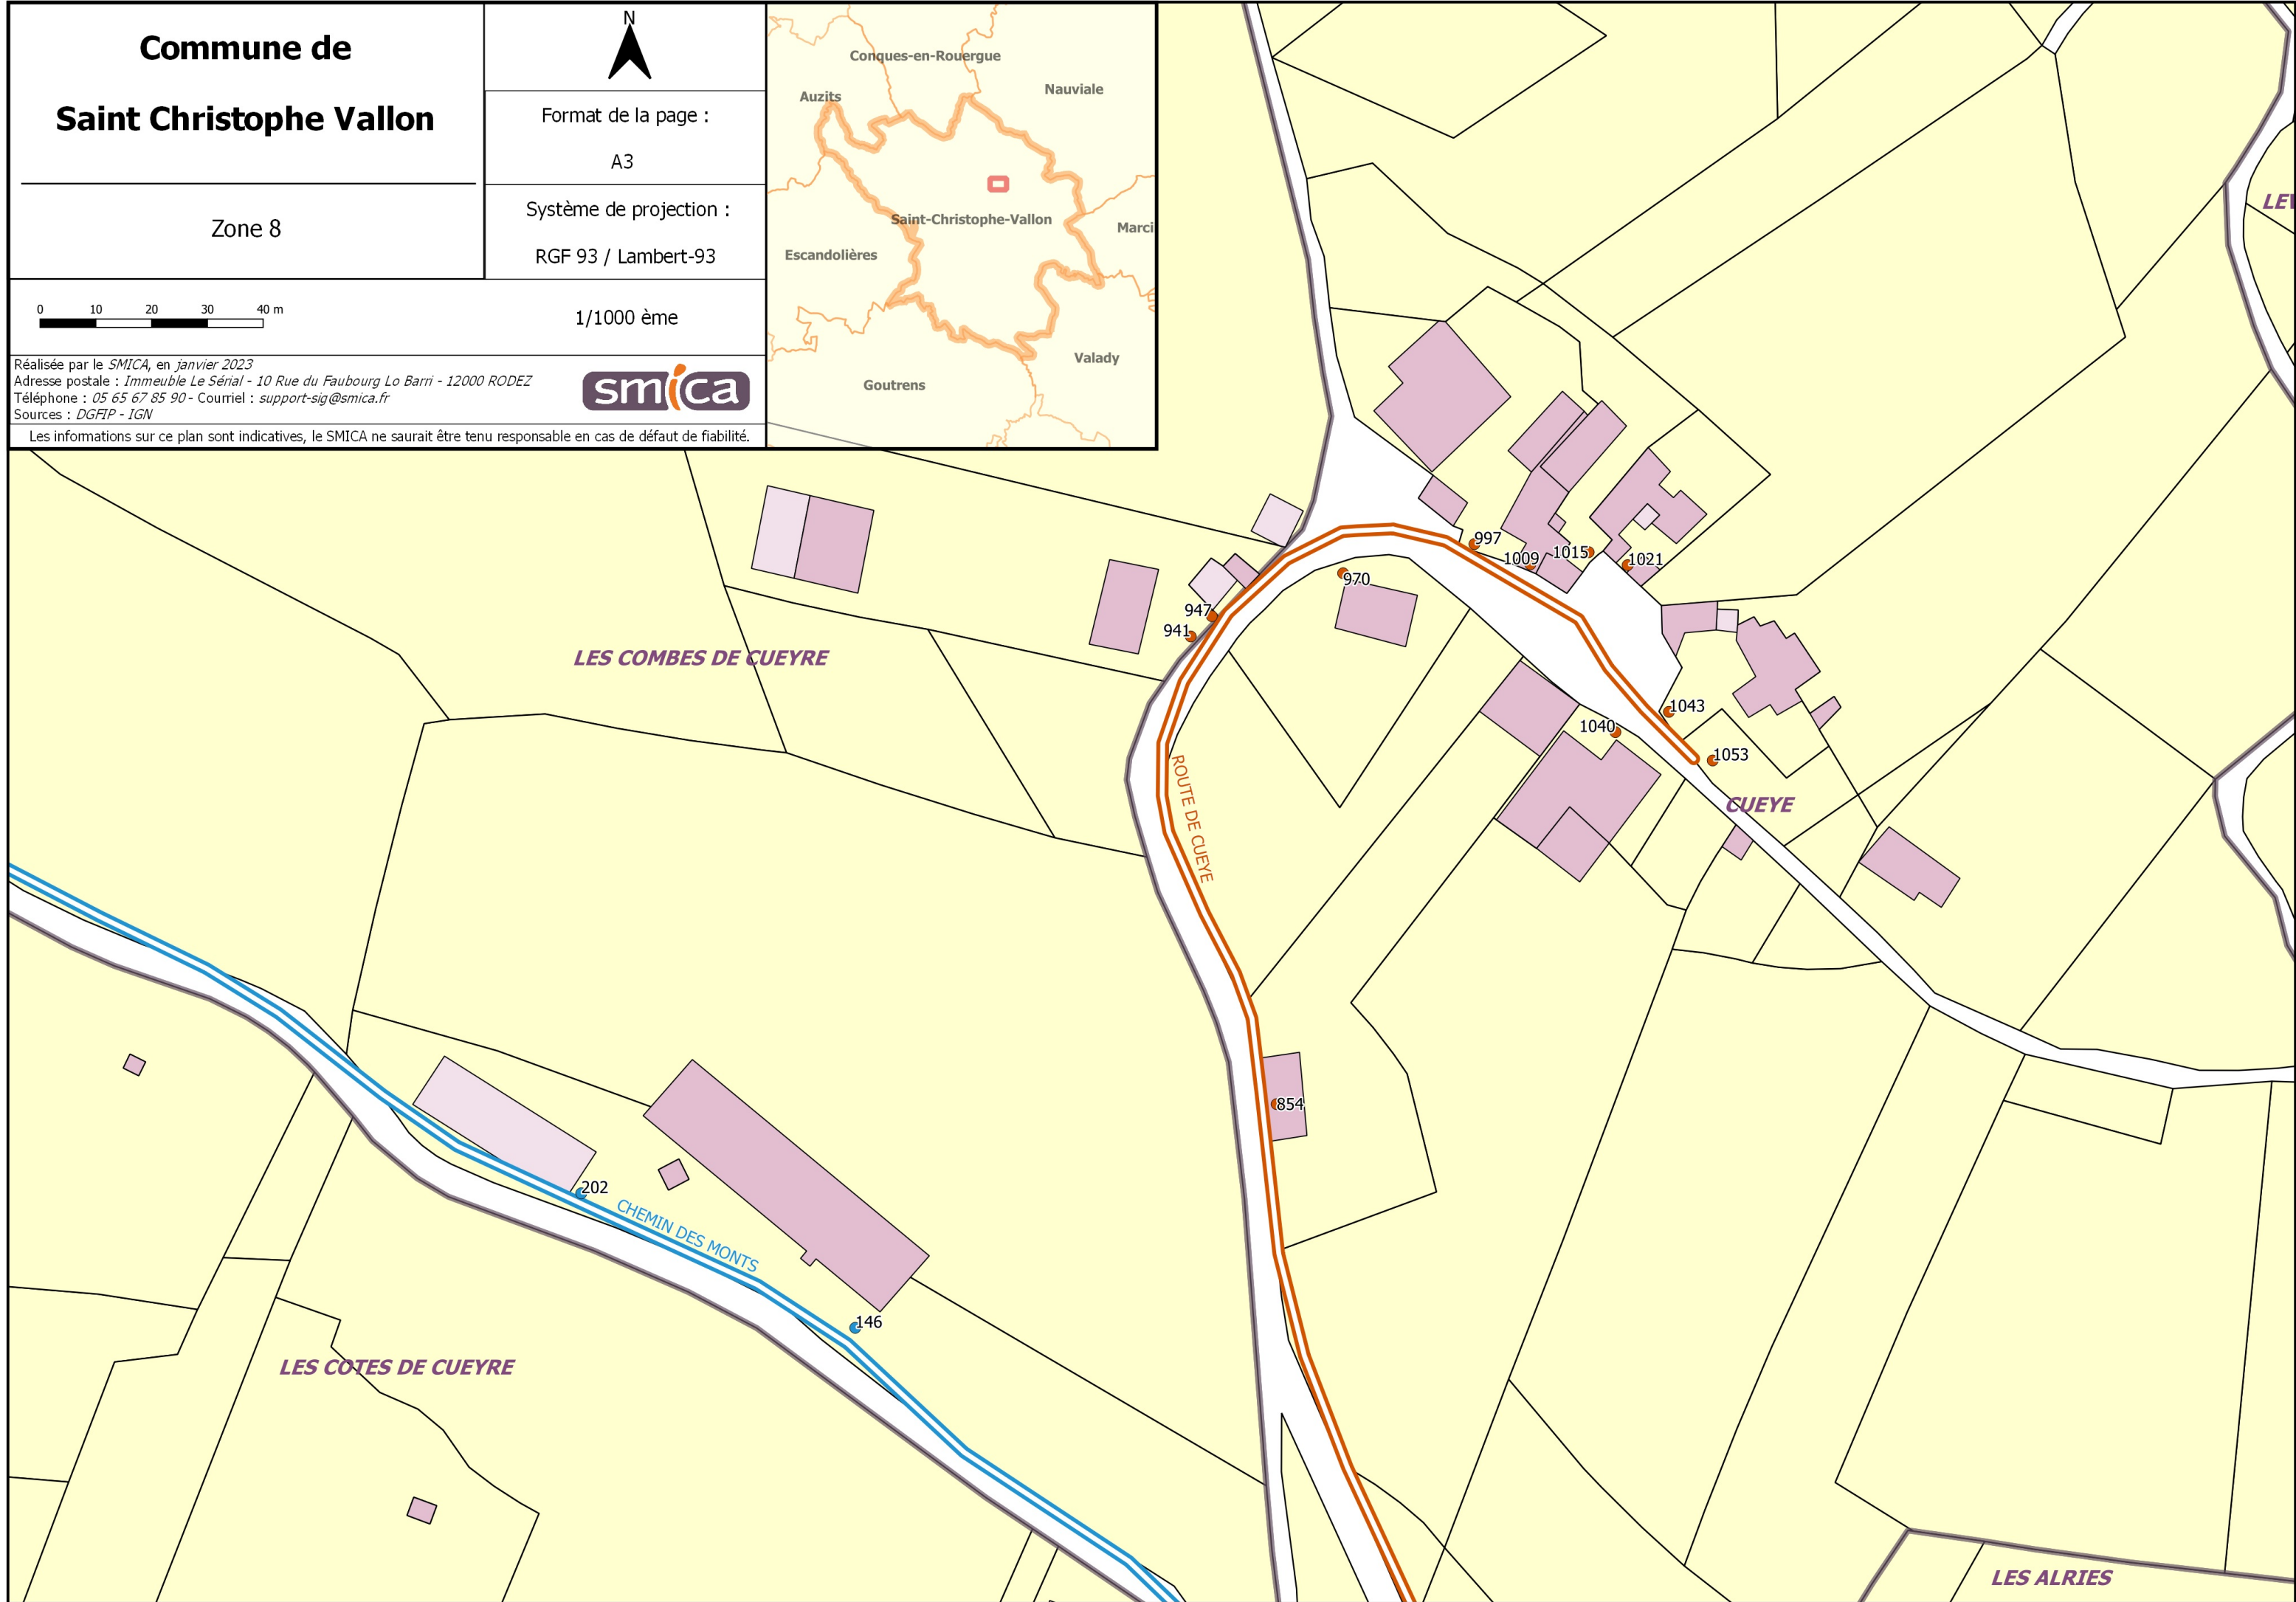 Commune de
Saint Christophe Vallon
Zone 8
N
Format de la page :
A3
Système de projection :
RGF 93 / Lambert-93
0 10 20 30 40 m
1/1000 ème
Réalisée par le SMICA, en janvier 2023
Adresse postale : Immeuble Le Sérial - 10 Rue du Faubourg Lo Barri - 12000 RODEZ
Téléphone : 05 65 67 85 90 - Courriel : support-sig@smica.fr
Sources : DGFIP - IGN
smica
Les informations sur ce plan sont indicatives, le SMICA ne saurait être tenu responsable en cas de défaut de fiabilité.
Conques-en-Rouergue
Auzits
Nauviale
Saint-Christophe-Vallon
Marci
Escandolières
Valady
Goutrens
LEV
997
1009
1015
1021
970
947
941
LES COMBES DE CUEYRE
1043
1040
1053
ROUTE DE CUEYE
CUEYE
854
202
CHEMIN DES MONTS
146
LES COTES DE CUEYRE
LES ALRIES